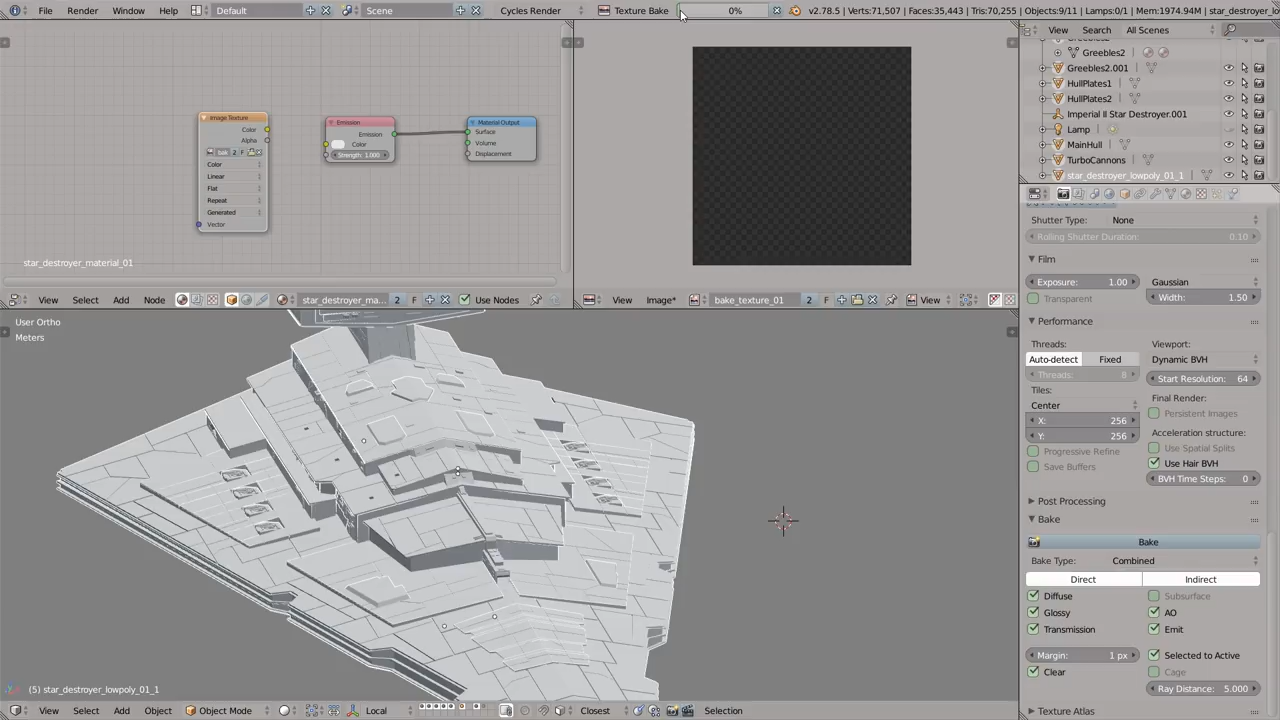 File Render Window Help Default Scene Cycles Render Texture Bake 0% v2.78.5 | Verts:71,507 | Faces:35,443 | Tris:70,255 | Objects:9/11 | Lamps:0/1 | Mem:1974.94M | star_destroyer_lo
View Search All Scenes
Greebles2
Greebles2.001
HullPlates1
HullPlates2
Imperial II Star Destroyer.001
Lamp
MainHull
TurboCannons
star_destroyer_lowpoly_01_1
Image Texture
Color
Alpha
2 F
Color
Linear
Flat
Repeat
Generated
Vector
Emission
Emission
Color
Strength: 1.000
Material Output
Surface
Volume
Displacement
star_destroyer_material_01
View Select Add Node star_destroyer_ma... 2 F Use Nodes
View Image* bake_texture_01 2 F View
Shutter Type: None
Rolling Shutter Duration: 0.10
Film
Exposure: 1.00 Gaussian
Transparent Width: 1.50
Performance
Threads: Viewport:
Auto-detect Fixed Dynamic BVH
Threads: 8 Start Resolution: 64
Tiles: Final Render:
Center Persistent Images
X: 256 Acceleration structure:
Y: 256 Use Spatial Splits
Progressive Refine Use Hair BVH
Save Buffers BVH Time Steps: 0
Post Processing
Bake
Bake
Bake Type: Combined
Direct Indirect
Diffuse Subsurface
Glossy AO
Transmission Emit
Margin: 1 px Selected to Active
Clear Cage
Ray Distance: 5.000
Texture Atlas
User Ortho
Meters
(5) star_destroyer_lowpoly_01_1
View Select Add Object Object Mode Local Closest Selection